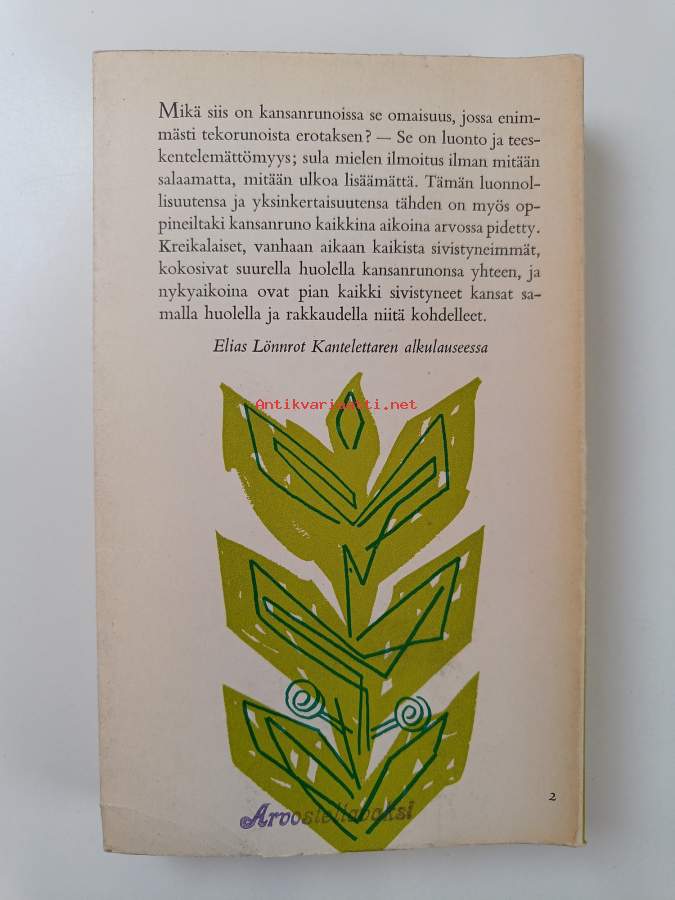 Mikä siis on kansanrunoissa se omaisuus, jossa enim-
mästi tekorunoista erotaksen? — Se on luonto ja tees-
kentelemättömyys; sula mielen ilmoitus ilman mitään
salaamatta, mitään ulkoa lisäämättä. Tämän luonnol-
lisuutensa ja yksinkertaisuutensa tähden on myös op-
pineiltaki kansanruno kaikkina aikoina arvossa pidetty.
Kreikalaiset, vanhaan aikaan kaikista sivistyneimmät,
kokosivat suurella huolella kansanrunonsa yhteen, ja
nykyaikoina ovat pian kaikki sivistyneet kansat sa-
malla huolella ja rakkaudella niitä kohdelleet.
Elias Lönnrot Kantelettaren alkulauseessa
Antikvariaatti.net
2
Arvosteltavaksi